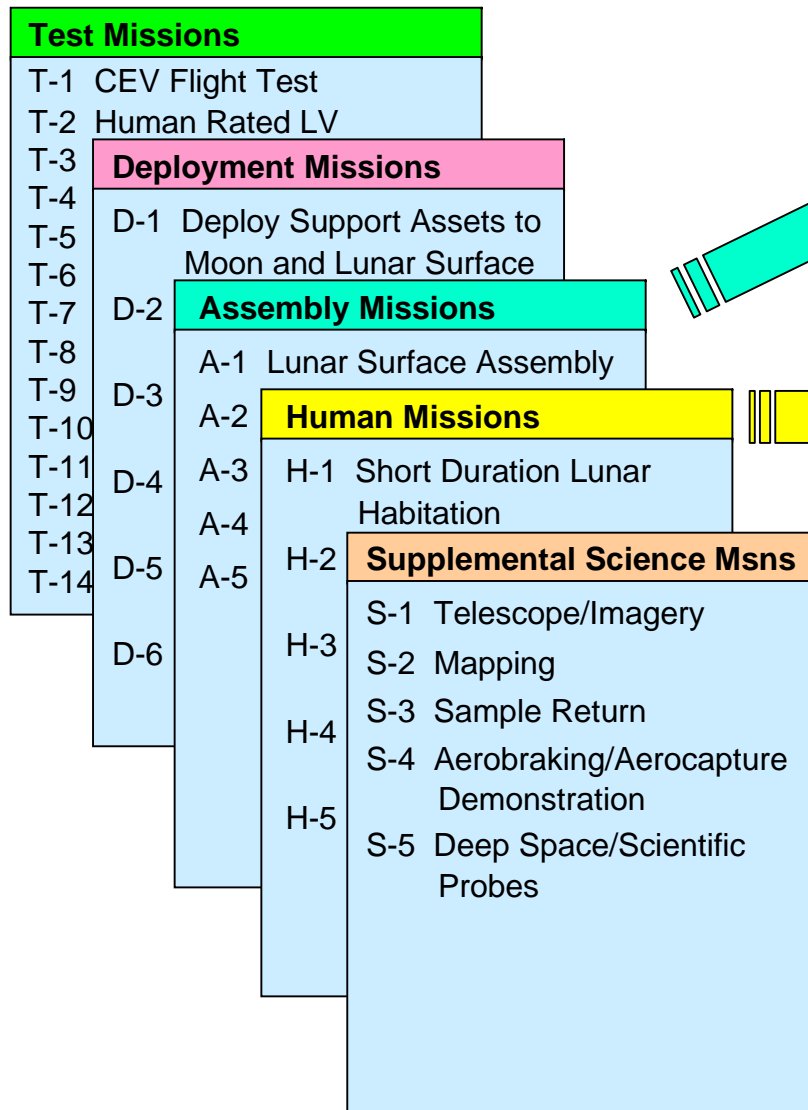 Test Missions
T-1 CEV Flight Test
T-2 Human Rated LV
T-3
T-4
T-5
T-6
T-7
T-8
T-9
T-10
T-11
T-12
T-13
T-14
Deployment Missions
D-1 Deploy Support Assets to
Moon and Lunar Surface
D-2
D-3
D-4
D-5
D-6
Assembly Missions
A-1 Lunar Surface Assembly
A-2
A-3
A-4
A-5
Human Missions
H-1 Short Duration Lunar
Habitation
H-2
H-3
H-4
H-5
Supplemental Science Msns
S-1 Telescope/Imagery
S-2 Mapping
S-3 Sample Return
S-4 Aerobraking/Aerocapture
Demonstration
S-5 Deep Space/Scientific
Probes